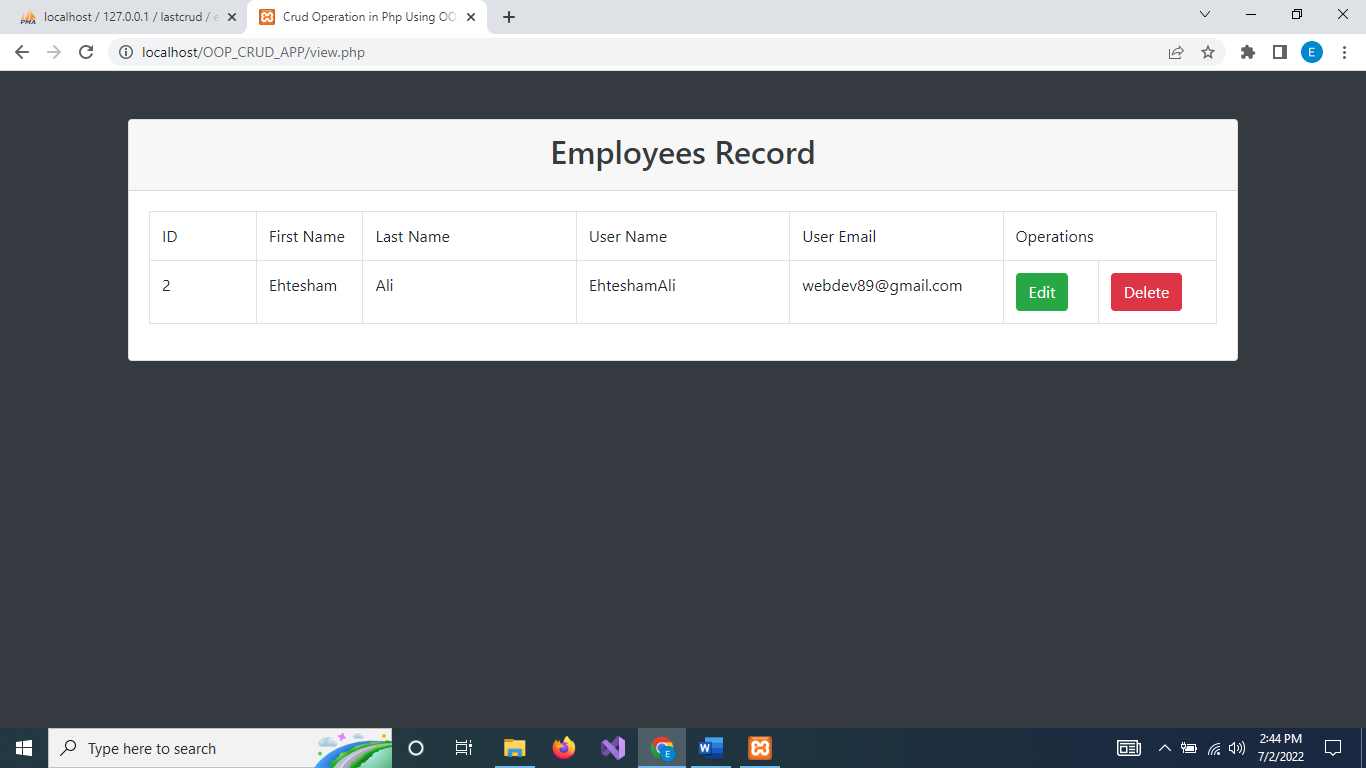 localhost / 127.0.0.1 / lastcrud / e
Crud Operation in Php Using OO
localhost/OOP_CRUD_APP/view.php
E
Employees Record
ID First Name Last Name User Name User Email Operations
2 Ehtesham Ali EhteshamAli webdev89@gmail.com Edit Delete
Type here to search
2:44 PM
7/2/2022